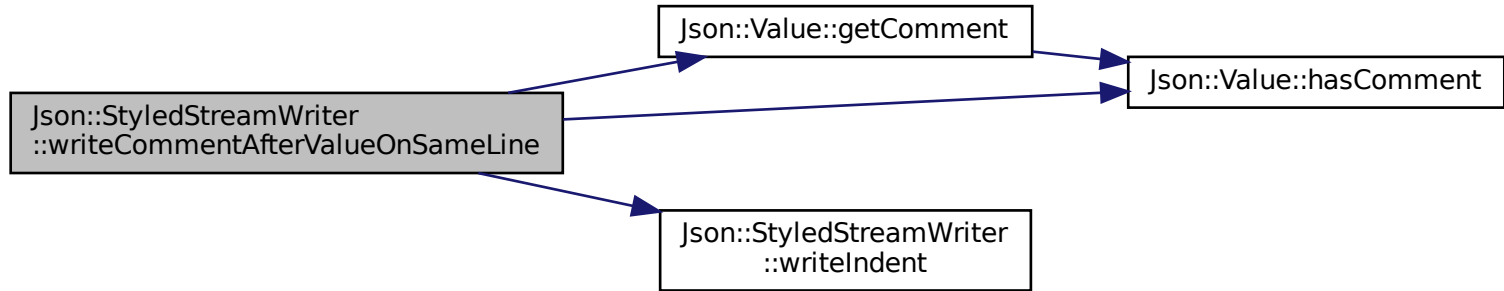 Json::StyledStreamWriter
::writeCommentAfterValueOnSameLine
Json::Value::getComment
Json::Value::hasComment
Json::StyledStreamWriter
::writeIndent